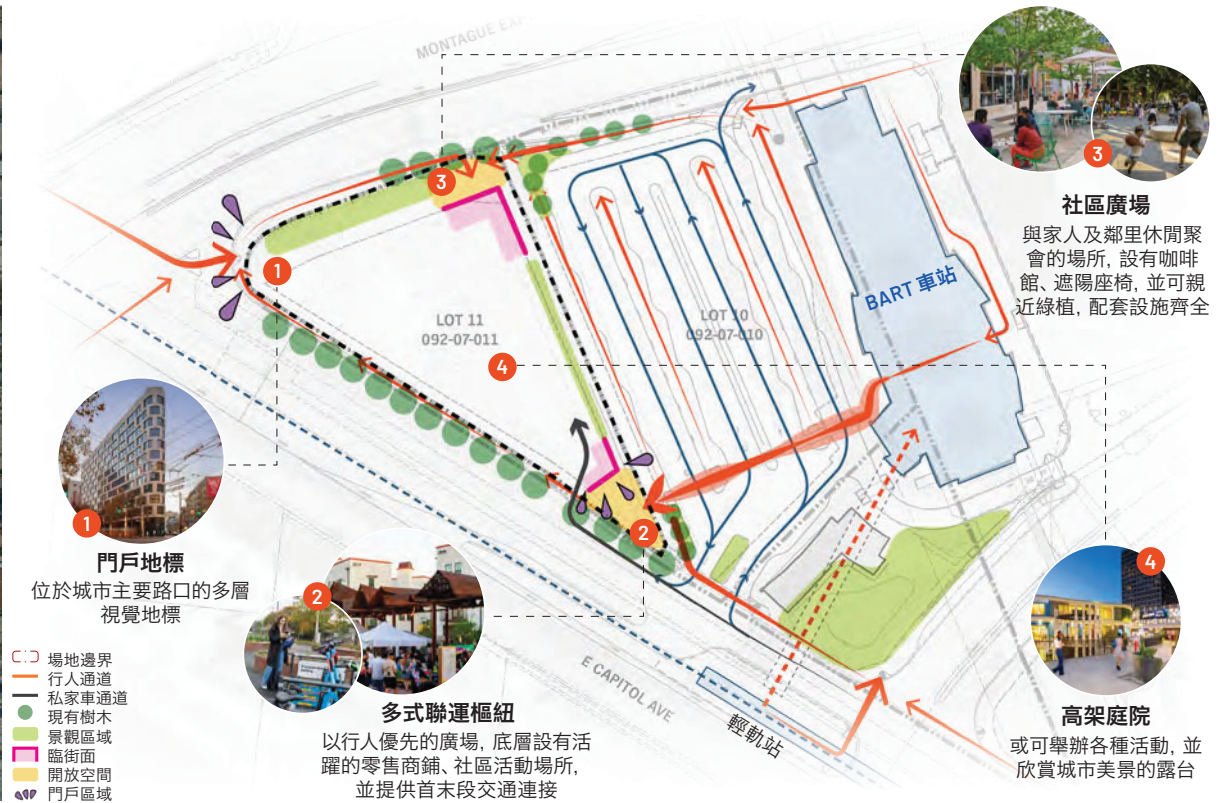 MONTAGUE EXP
3
3
社區廣場
與家人及鄰里休閒聚
會的場所, 設有咖啡
館、遮陽座椅, 並可親
近綠植, 配套設施齊全
3
1
BART 車站
LOT 11
092-07-011
LOT 10
092-07-010
4
1
門戶地標
位於城市主要路口的多層
視覺地標
2
2
多式聯運樞紐
以行人優先的廣場, 底層設有活
躍的零售商鋪、社區活動場所,
並提供首末段交通連接
E CAPITOL AVE
輕軌站
4
高架庭院
或可舉辦各種活動, 並
欣賞城市美景的露台
場地邊界
行人通道
私家車通道
現有樹木
景觀區域
臨街面
開放空間
門戶區域